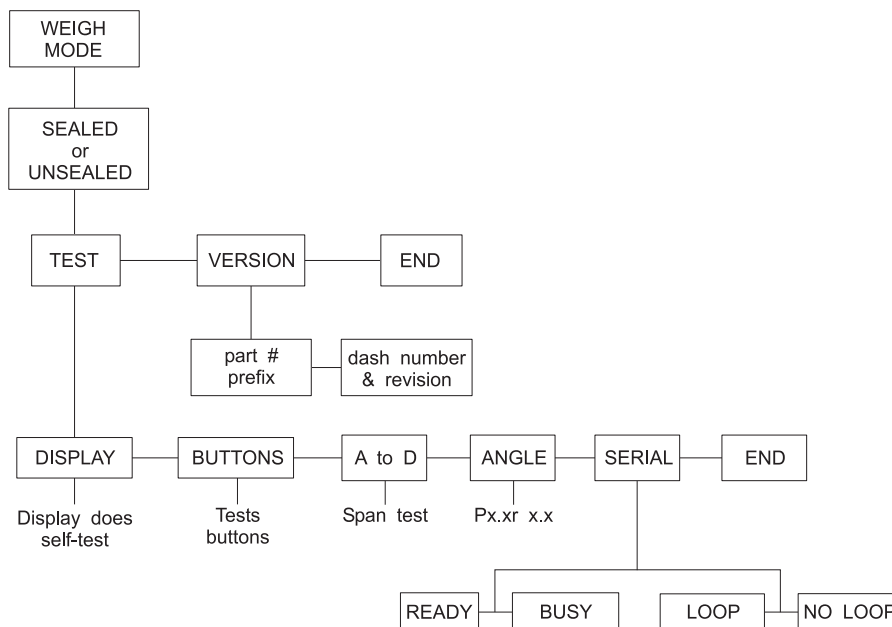 WEIGH
MODE
SEALED
or
UNSEALED
TEST
VERSION
END
part #
prefix
dash number
& revision
DISPLAY
BUTTONS
A to D
ANGLE
SERIAL
END
Display does
self-test
Tests
buttons
Span test
Px.xr x.x
READY
BUSY
LOOP
NO LOOP